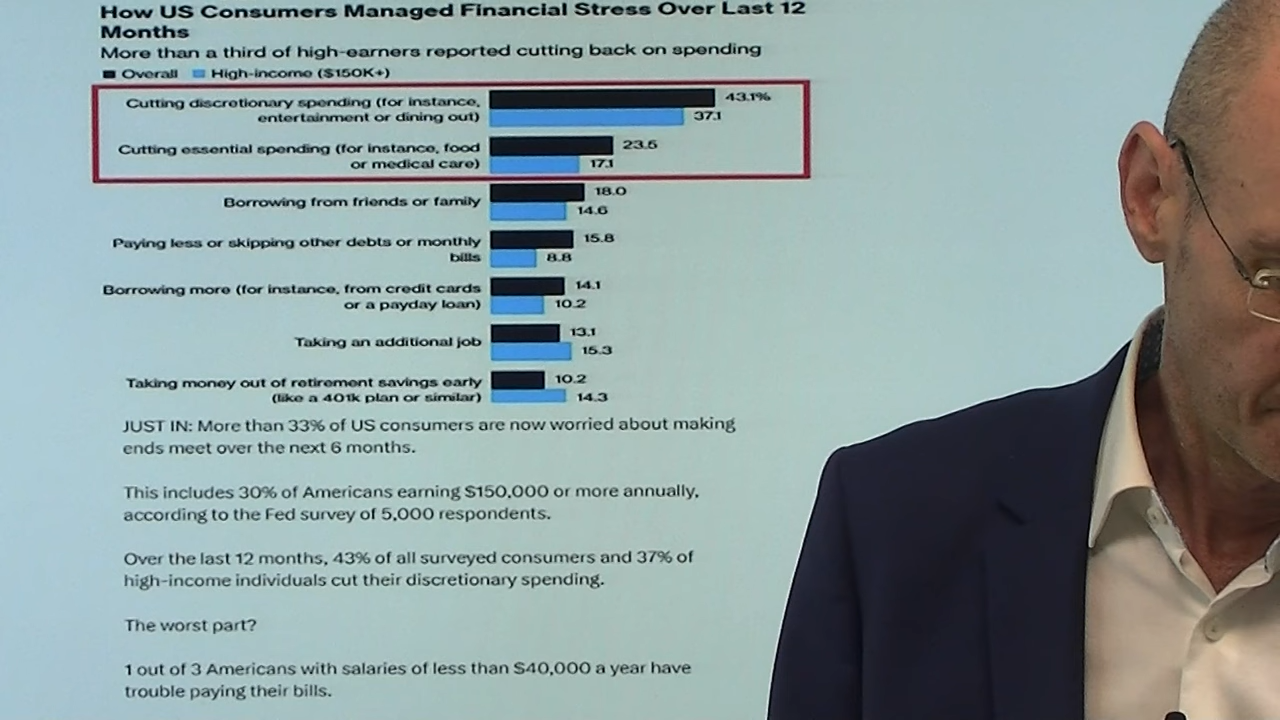 How US Consumers Managed Financial Stress Over Last 12
Months
More than a third of high-earners reported cutting back on spending
Overall High-income ($150K+)
Cutting discretionary spending (for instance, 43.1%
entertainment or dining out) 37.1
Cutting essential spending (for instance, food 23.5
or medical care) 17.1
Borrowing from friends or family 18.0
14.6
Paying less or skipping other debts or monthly 15.8
bills 8.8
Borrowing more (for instance, from credit cards 14.1
or a payday loan) 10.2
Taking an additional job 13.1
15.3
Taking money out of retirement savings early 10.2
(like a 401k plan or similar) 14.3
JUST IN: More than 33% of US consumers are now worried about making
ends meet over the next 6 months.
This includes 30% of Americans earning $150,000 or more annually,
according to the Fed survey of 5,000 respondents.
Over the last 12 months, 43% of all surveyed consumers and 37% of
high-income individuals cut their discretionary spending.
The worst part?
1 out of 3 Americans with salaries of less than $40,000 a year have
trouble paying their bills.